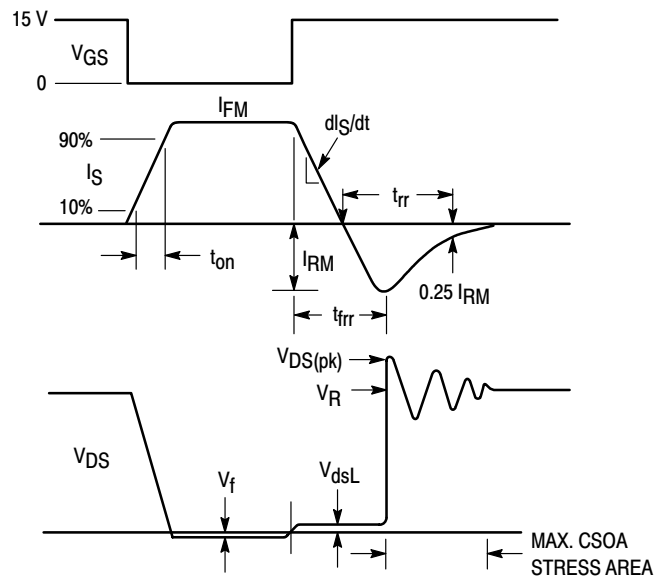 15 V
VGS
0
IFM
90%
dIS/dt
IS
trr
10%
ton
IRM
0.25 IRM
tfrr
VDS(pk)
VR
VDS
Vf
VdsL
MAX. CSOA
STRESS AREA